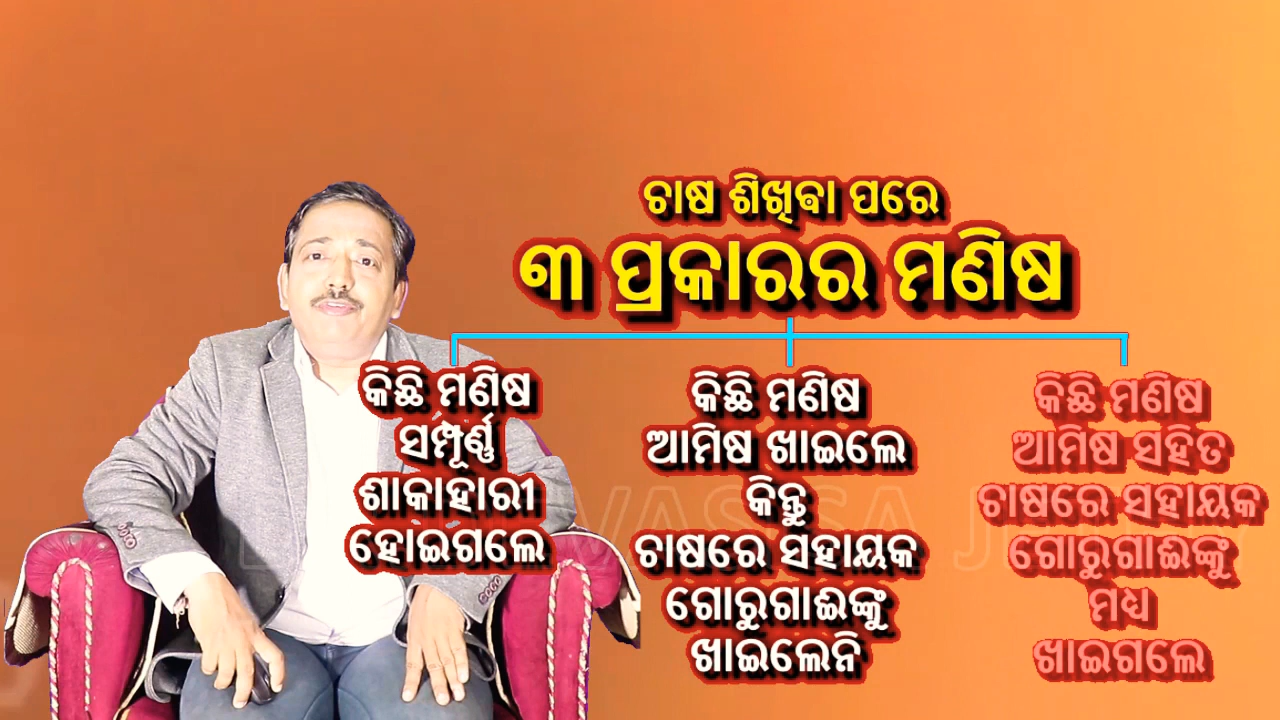 ଚାଷ ଶିଖିଵା ପରେ
୩ ପ୍ରକାରର ମଣିଷ
କିଛି ମଣିଷ
ସମ୍ପୂର୍ଣ୍ଣ
ଶାକାହାରୀ
ହୋଇଗଲେ
କିଛି ମଣିଷ
ଆମିଷ ଖାଇଲେ
କିନ୍ତୁ
ଚାଷରେ ସହାୟକ
ଗୋରୁଗାଈଙ୍କୁ
ଖାଇଲେନି
କିଛି ମଣିଷ
ଆମିଷ ସହିତ
ଚାଷରେ ସହାୟକ
ଗୋରୁଗାଈଙ୍କୁ
ମଧ୍ୟ
ଖାଇଗଲେ